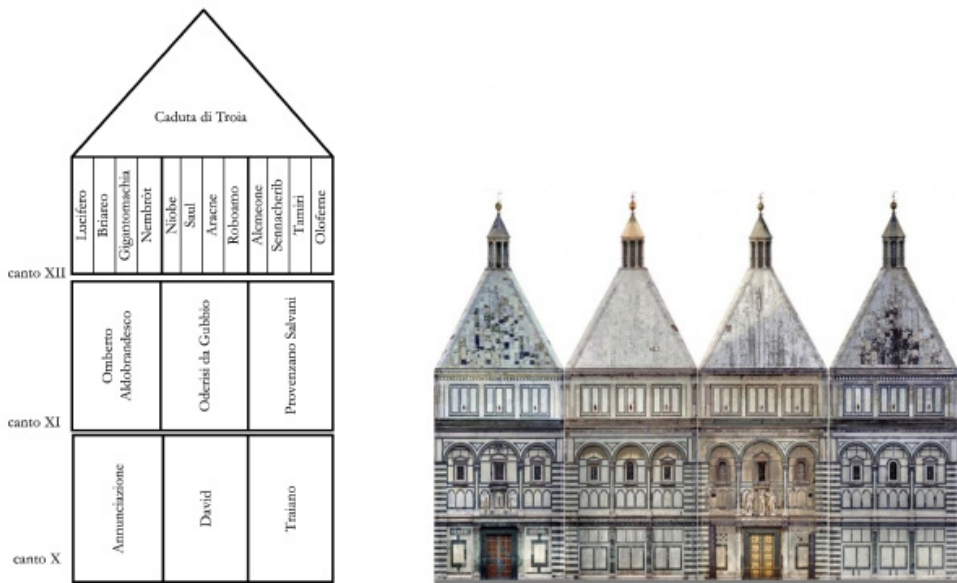 Caduta di Troia
Lucifero
Briareo
Gigantomachia
Nembròt
Niobe
Saul
Aracne
Roboamo
Alcmeone
Sennacherib
Tamiri
Oloferne
canto XII
Omberto
Aldobrandesco
Oderisi da Gubbio
Provenzano Salvani
canto XI
Annunciazione
David
Traiano
canto X